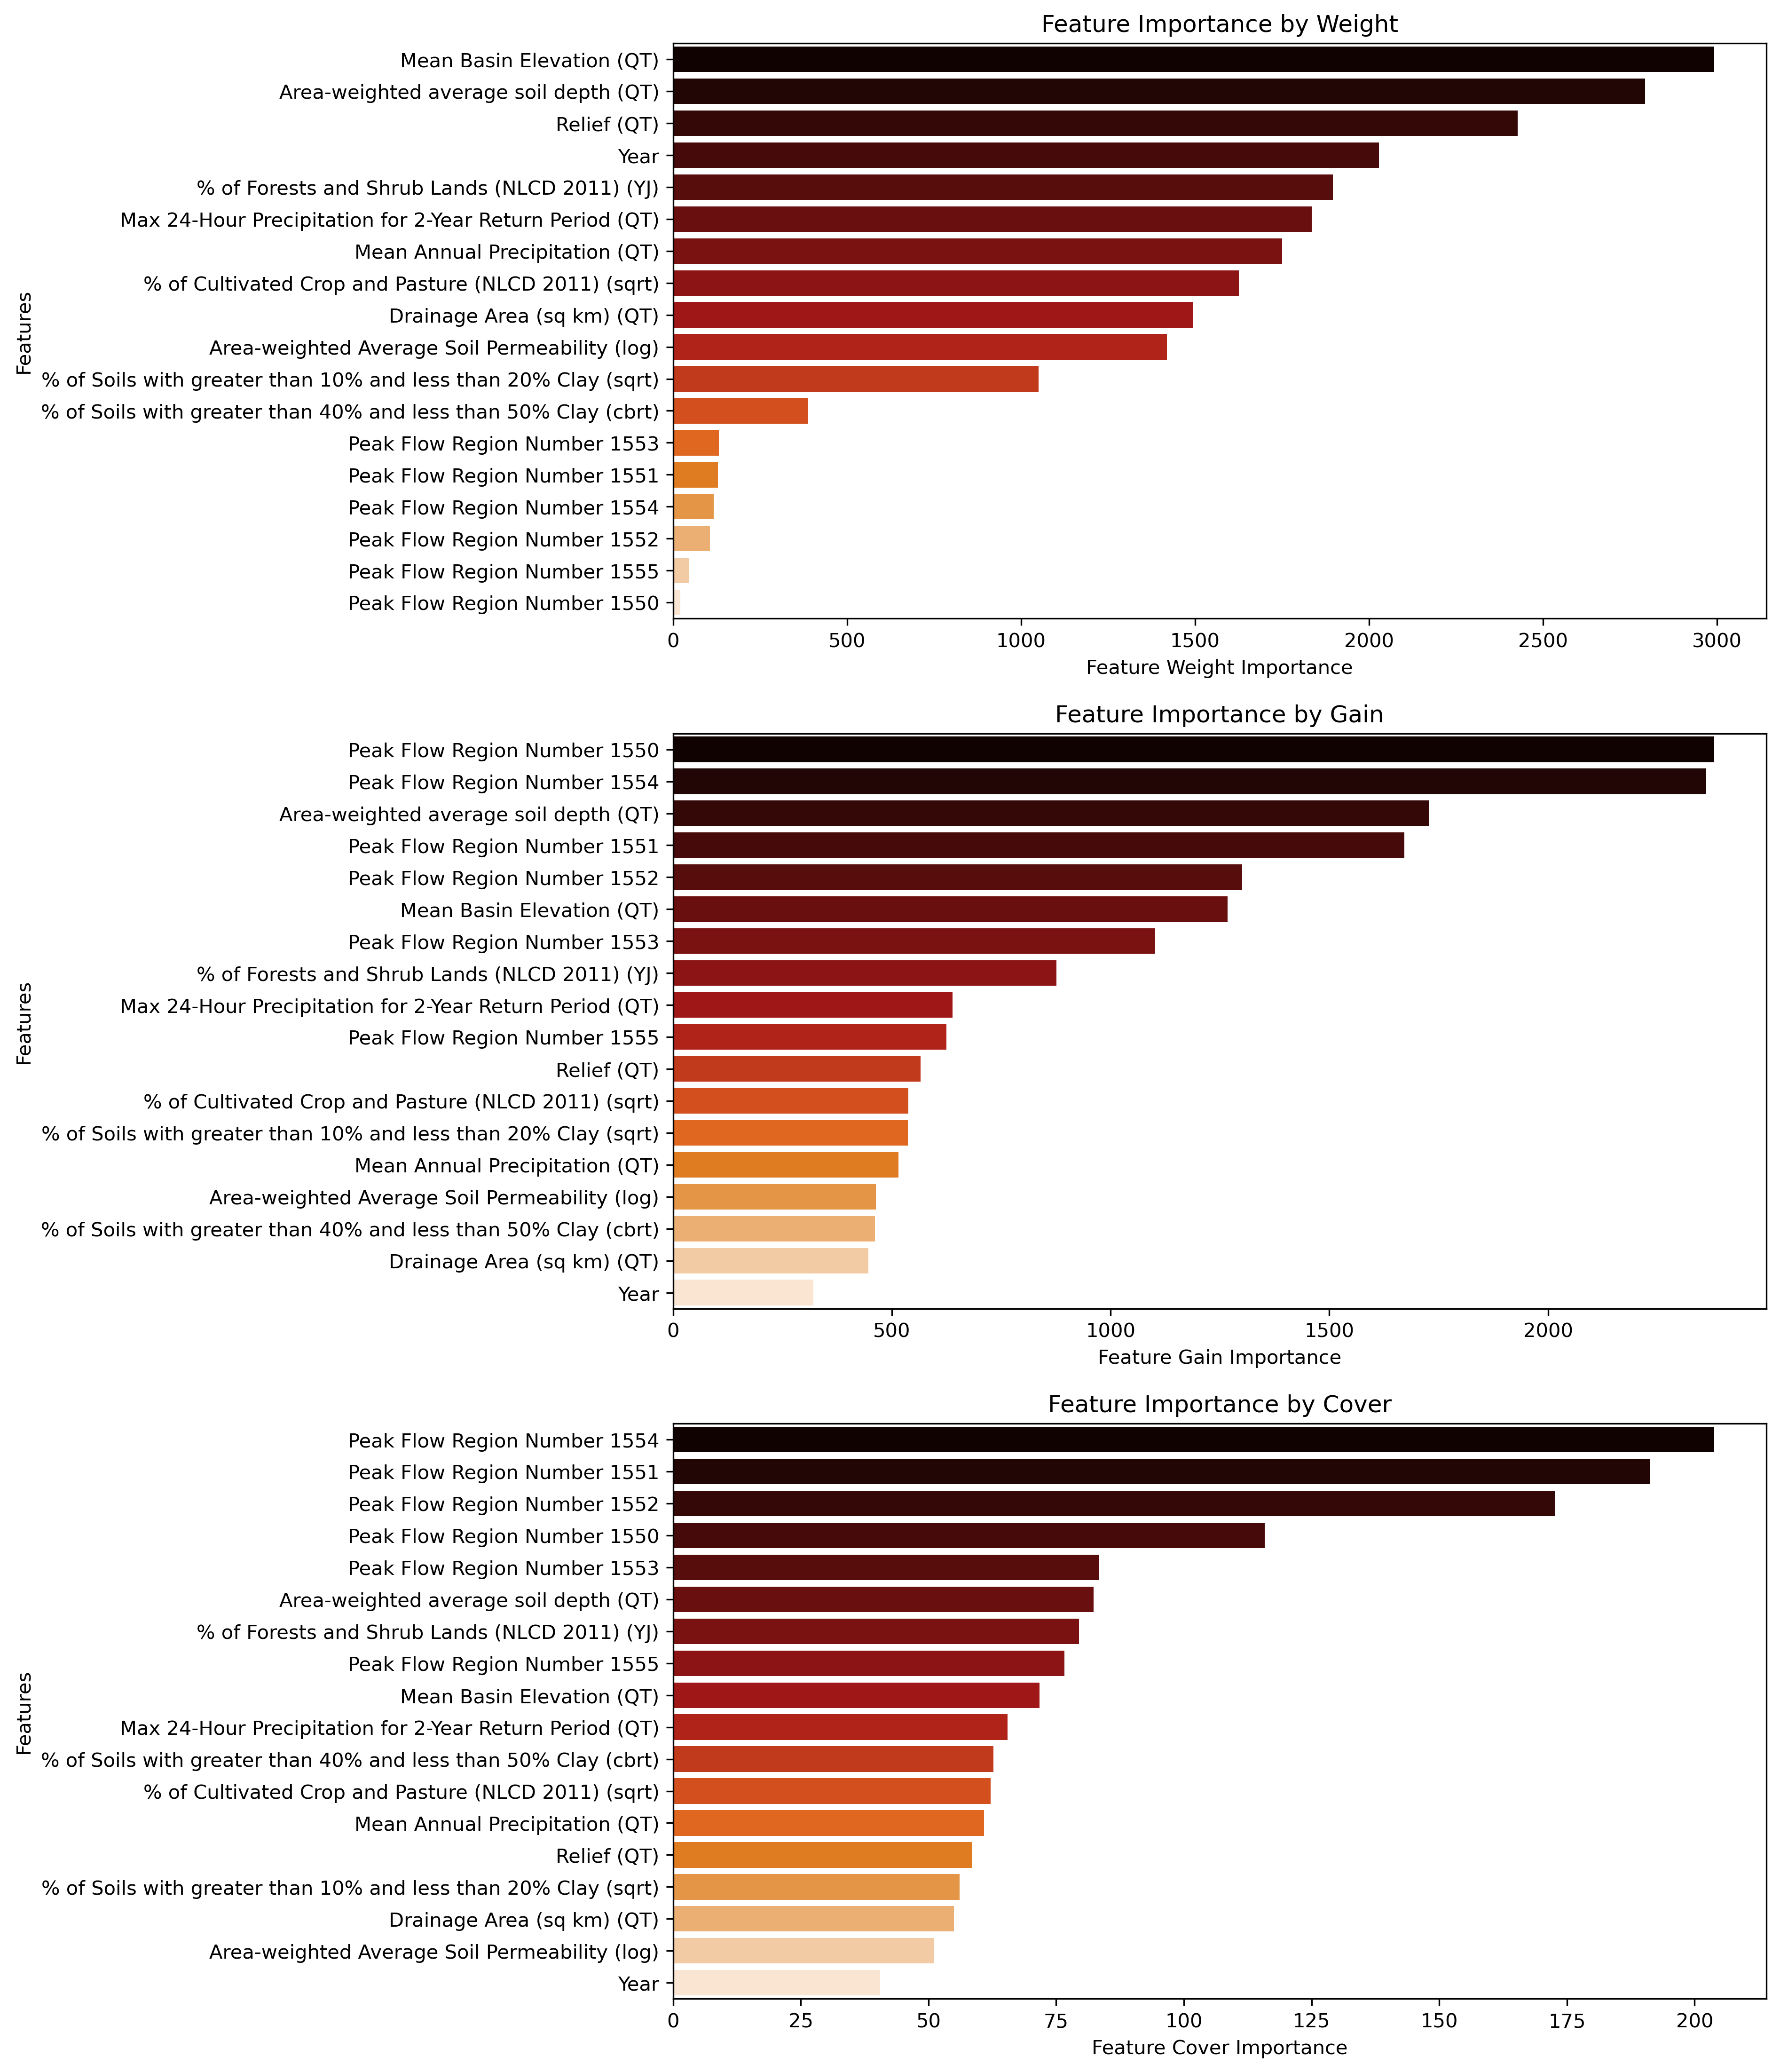 Feature Importance by Weight
Features
Mean Basin Elevation (QT)
Area-weighted average soil depth (QT)
Relief (QT)
Year
% of Forests and Shrub Lands (NLCD 2011) (YJ)
Max 24-Hour Precipitation for 2-Year Return Period (QT)
Mean Annual Precipitation (QT)
% of Cultivated Crop and Pasture (NLCD 2011) (sqrt)
Drainage Area (sq km) (QT)
Area-weighted Average Soil Permeability (log)
% of Soils with greater than 10% and less than 20% Clay (sqrt)
% of Soils with greater than 40% and less than 50% Clay (cbrt)
Peak Flow Region Number 1553
Peak Flow Region Number 1551
Peak Flow Region Number 1554
Peak Flow Region Number 1552
Peak Flow Region Number 1555
Peak Flow Region Number 1550
0 500 1000 1500 2000 2500 3000
Feature Weight Importance
Feature Importance by Gain
Features
Peak Flow Region Number 1550
Peak Flow Region Number 1554
Area-weighted average soil depth (QT)
Peak Flow Region Number 1551
Peak Flow Region Number 1552
Mean Basin Elevation (QT)
Peak Flow Region Number 1553
% of Forests and Shrub Lands (NLCD 2011) (YJ)
Max 24-Hour Precipitation for 2-Year Return Period (QT)
Peak Flow Region Number 1555
Relief (QT)
% of Cultivated Crop and Pasture (NLCD 2011) (sqrt)
% of Soils with greater than 10% and less than 20% Clay (sqrt)
Mean Annual Precipitation (QT)
Area-weighted Average Soil Permeability (log)
% of Soils with greater than 40% and less than 50% Clay (cbrt)
Drainage Area (sq km) (QT)
Year
0 500 1000 1500 2000
Feature Gain Importance
Feature Importance by Cover
Features
Peak Flow Region Number 1554
Peak Flow Region Number 1551
Peak Flow Region Number 1552
Peak Flow Region Number 1550
Peak Flow Region Number 1553
Area-weighted average soil depth (QT)
% of Forests and Shrub Lands (NLCD 2011) (YJ)
Peak Flow Region Number 1555
Mean Basin Elevation (QT)
Max 24-Hour Precipitation for 2-Year Return Period (QT)
% of Soils with greater than 40% and less than 50% Clay (cbrt)
% of Cultivated Crop and Pasture (NLCD 2011) (sqrt)
Mean Annual Precipitation (QT)
Relief (QT)
% of Soils with greater than 10% and less than 20% Clay (sqrt)
Drainage Area (sq km) (QT)
Area-weighted Average Soil Permeability (log)
Year
0 25 50 75 100 125 150 175 200
Feature Cover Importance